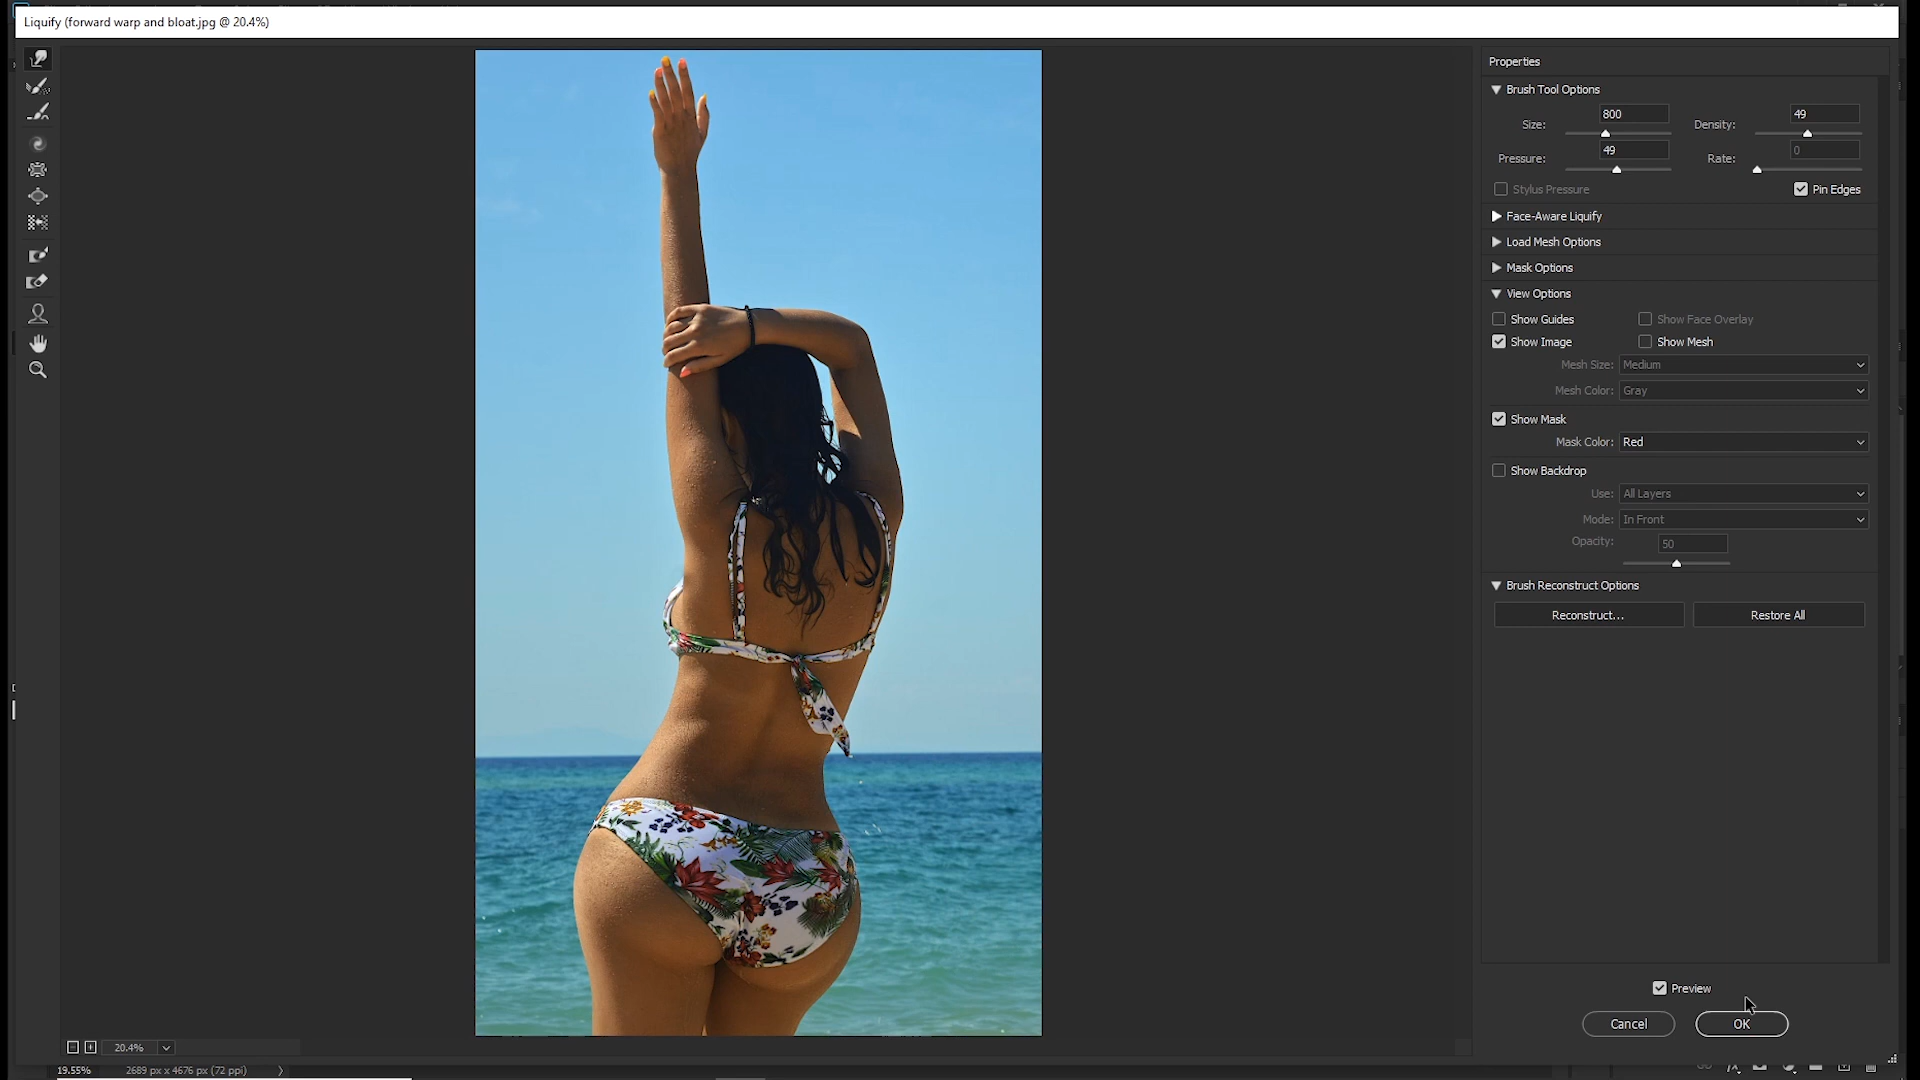 Liquify (forward warp and bloat.jpg @ 20.4%)
Properties
Brush Tool Options
Size: 800 Density: 49
Pressure: 49 Rate: 0
Stylus Pressure Pin Edges
Face-Aware Liquify
Load Mesh Options
Mask Options
View Options
Show Guides Show Face Overlay
Show Image Show Mesh
Mesh Size: Medium
Mesh Color: Gray
Show Mask
Mask Color: Red
Show Backdrop
Use: All Layers
Mode: In Front
Opacity: 50
Brush Reconstruct Options
Reconstruct... Restore All
Preview
Cancel OK
20.4%
19.55% 2689 px x 4676 px (72 ppi)